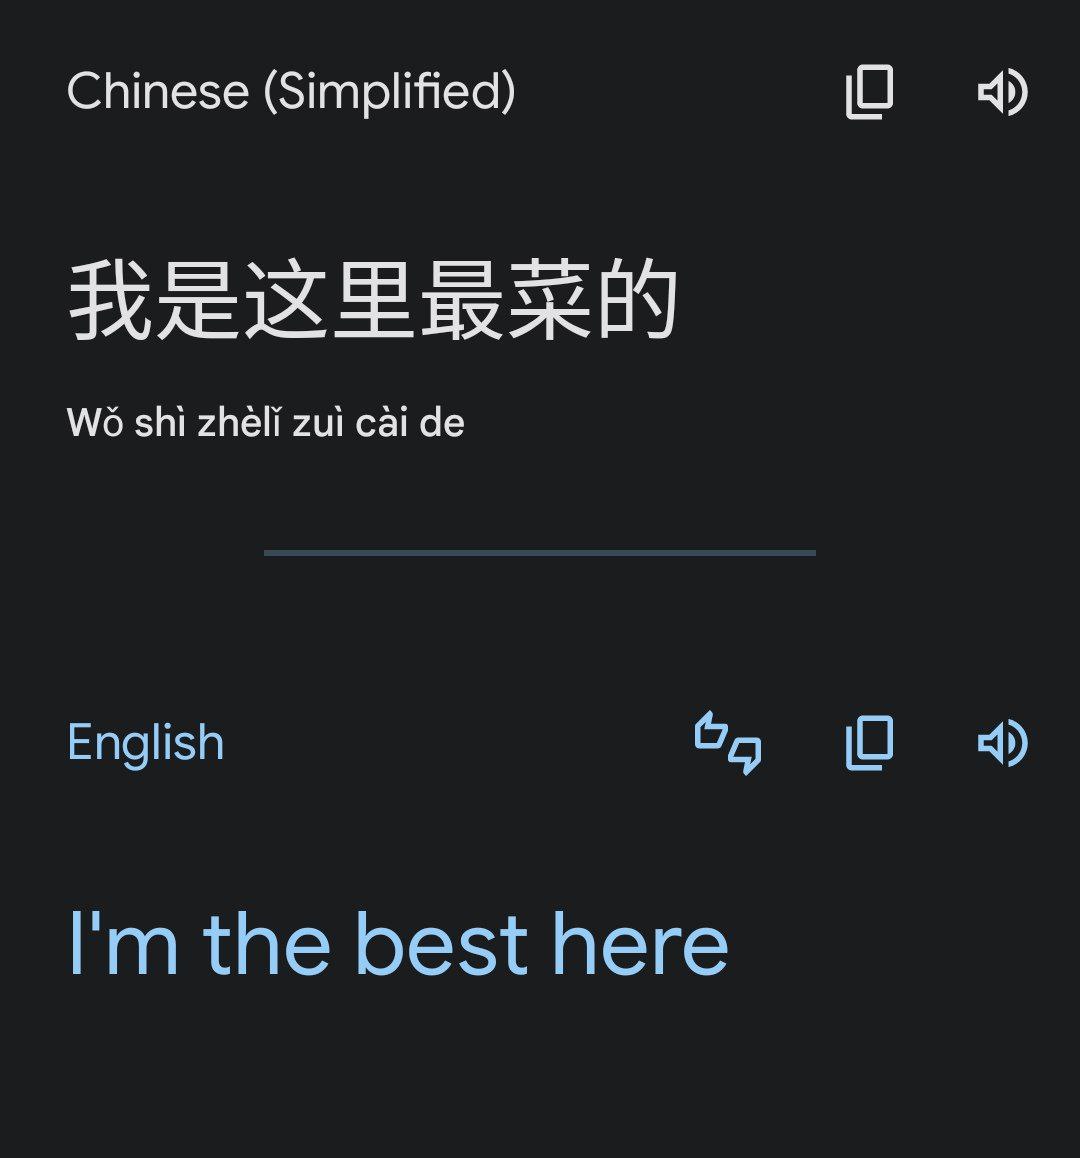 Chinese (Simplified)
我是这里最菜的
Wǒ shì zhèlǐ zuì cài de
English
I'm the best here